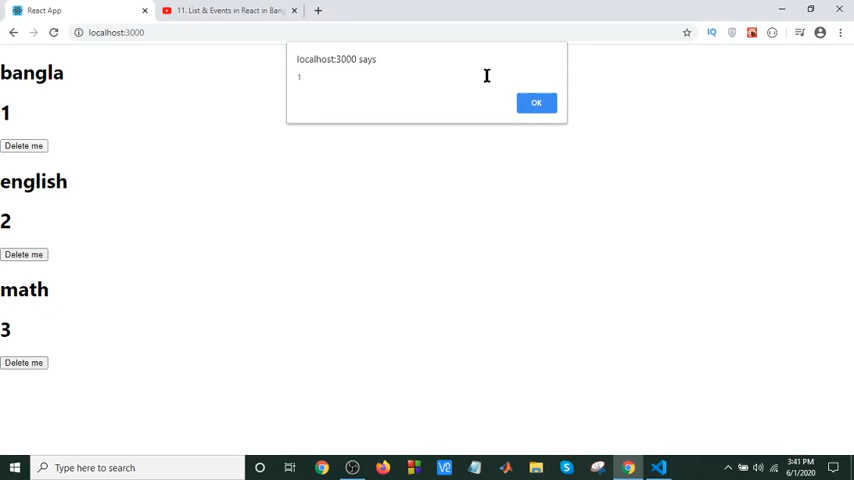 React App
11. List & Events in React in Bang
localhost:3000
IQ
localhost:3000 says
1
OK
bangla
1
Delete me
english
2
Delete me
math
3
Delete me
Type here to search
3:41 PM
6/1/2020